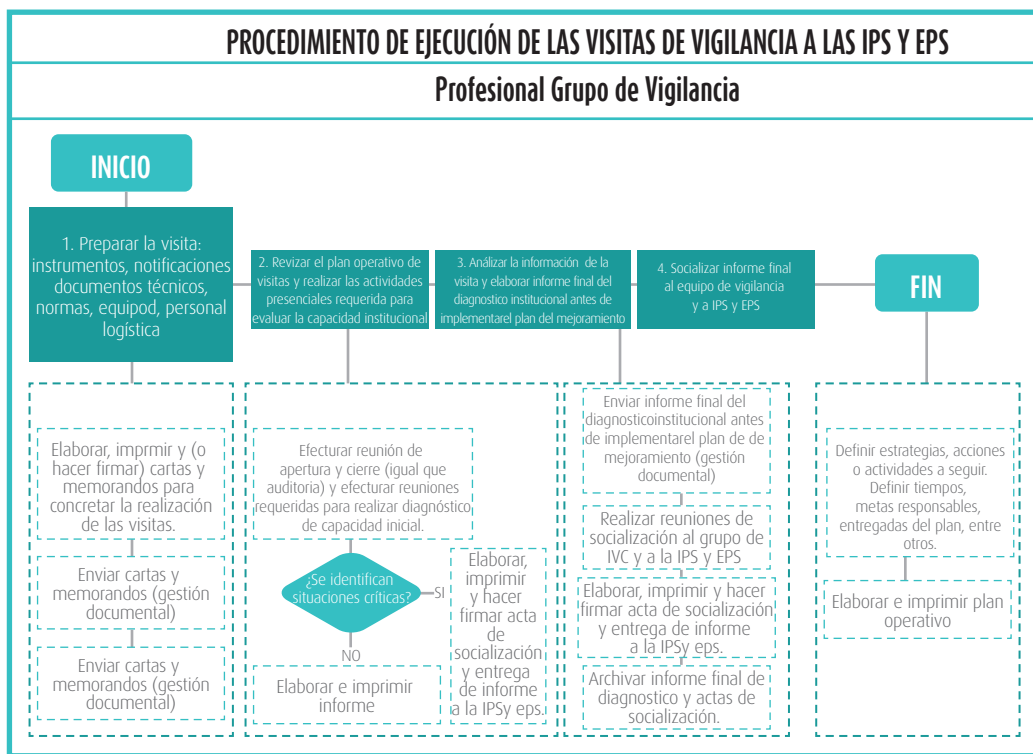 PROCEDIMIENTO DE EJECUCIÓN DE LAS VISITAS DE VIGILANCIA A LAS IPS Y EPS
Profesional Grupo de Vigilancia
INICIO
1. Preparar la visita:
instrumentos, notificaciones
documentos técnicos,
normas, equipod, personal
logística
2. Revizar el plan operativo de
visitas y realizar las actividades
presenciales requerida para
evaluar la capacidad institucional
3. Análizar la información de la
visita y elaborar informe final del
diagnostico institucional antes de
implementarel plan del mejoramiento
4. Socializar informe final
al equipo de vigilancia
y a IPS y EPS
FIN
Elaborar, imprmir y (o
hacer firmar) cartas y
memorandos para
concretar la realización
de las visitas.
Enviar cartas y
memorandos (gestión
documental)
Enviar cartas y
memorandos (gestión
documental)
Efecturar reunión de
apertura y cierre (igual que
auditoria) y efecturar reuniones
requeridas para realizar diagnóstico
de capacidad inicial.
¿Se identifican
situaciones críticas?
SI
NO
Elaborar e imprimir
informe
Elaborar,
imprimir
y hacer
firmar acta
de
socialización
y entrega
de informe
a la IPSy eps.
Enviar informe final del
diagnosticoinstitucional antes
de implementarel plan de de
mejoramiento (gestión
documental)
Realizar reuniones de
socialización al grupo de
IVC y a la IPS y EPS
Elaborar, imprimir y hacer
firmar acta de socialización
y entrega de informe
a la IPSy eps.
Archivar informe final de
diagnostico y actas de
socialización.
Definir estrategias, acciones
o actividades a seguir.
Definir tiempos,
metas responsables,
entregadas del plan, entre
otros.
Elaborar e imprimir plan
operativo